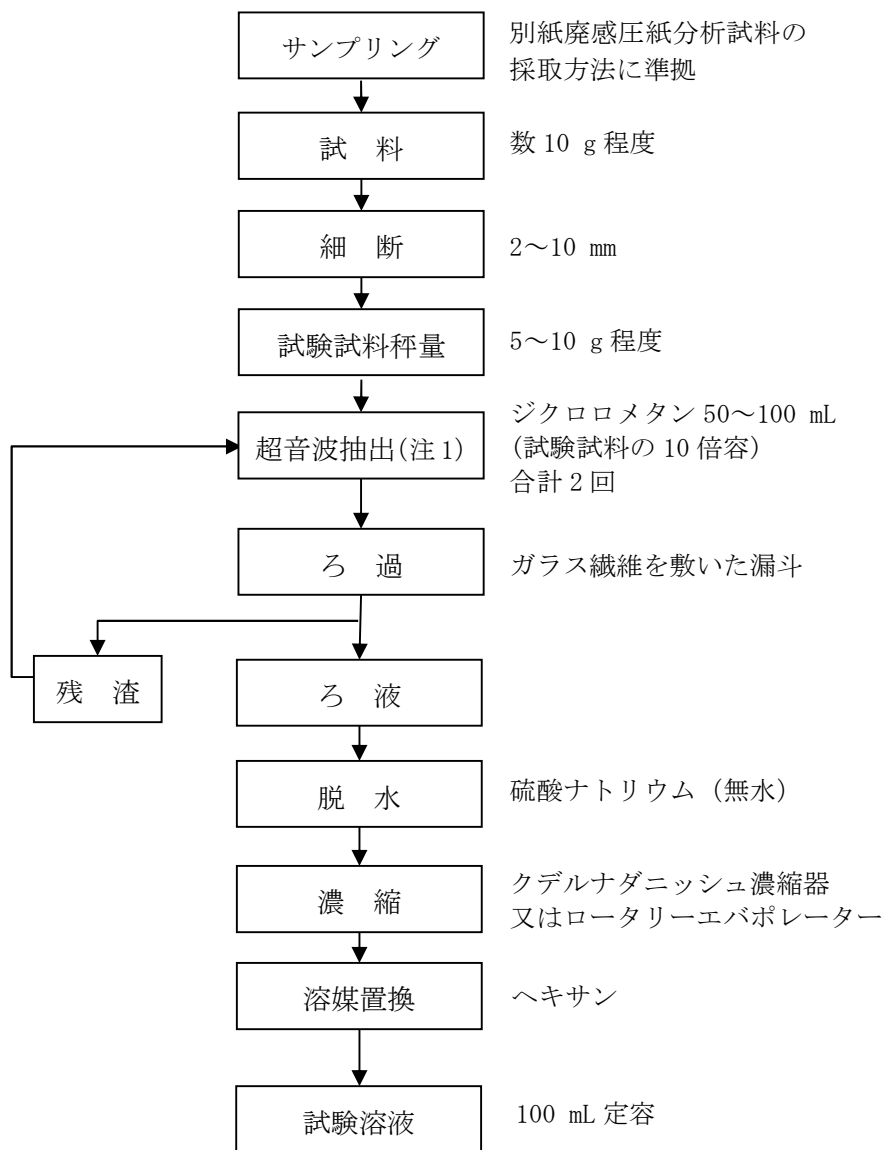 サンプリング
別紙廃感圧紙分析試料の
採取方法に準拠
試 料
数 10 g 程度
細 断
2～10 mm
試験試料秤量
5～10 g 程度
超音波抽出(注 1)
ジクロロメタン 50～100 mL
(試験試料の 10 倍容)
合計 2 回
ろ 過
ガラス繊維を敷いた漏斗
残 渣
ろ 液
脱 水
硫酸ナトリウム (無水)
濃 縮
クデルナダニッシュ濃縮器
又はロータリーエバポレーター
溶媒置換
ヘキサン
試験溶液
100 mL 定容